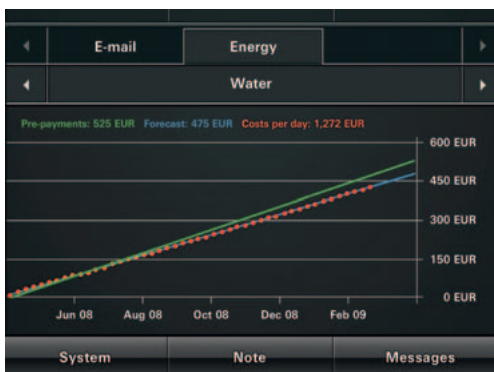 E-mail Energy
Water
Pre-payments: 525 EUR Forecast: 475 EUR Costs per day: 1,272 EUR
600 EUR
450 EUR
300 EUR
150 EUR
0 EUR
Jun 08 Aug 08 Oct 08 Dec 08 Feb 09
System Note Messages